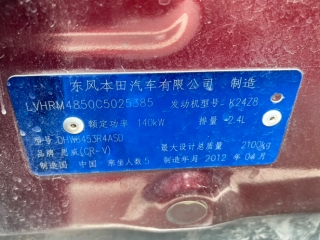 东风本田汽车有限公司 制造
LVHRM4850C5025385 发动机型号 K24Z8
额定功率 140kW 排量 2.4L
型号 DHW6453R4ASD
品牌 思威(CR-V) 最大设计总质量 2100kg
制造国 中国 乘坐人数 5 制造年月 2012 年 04 月